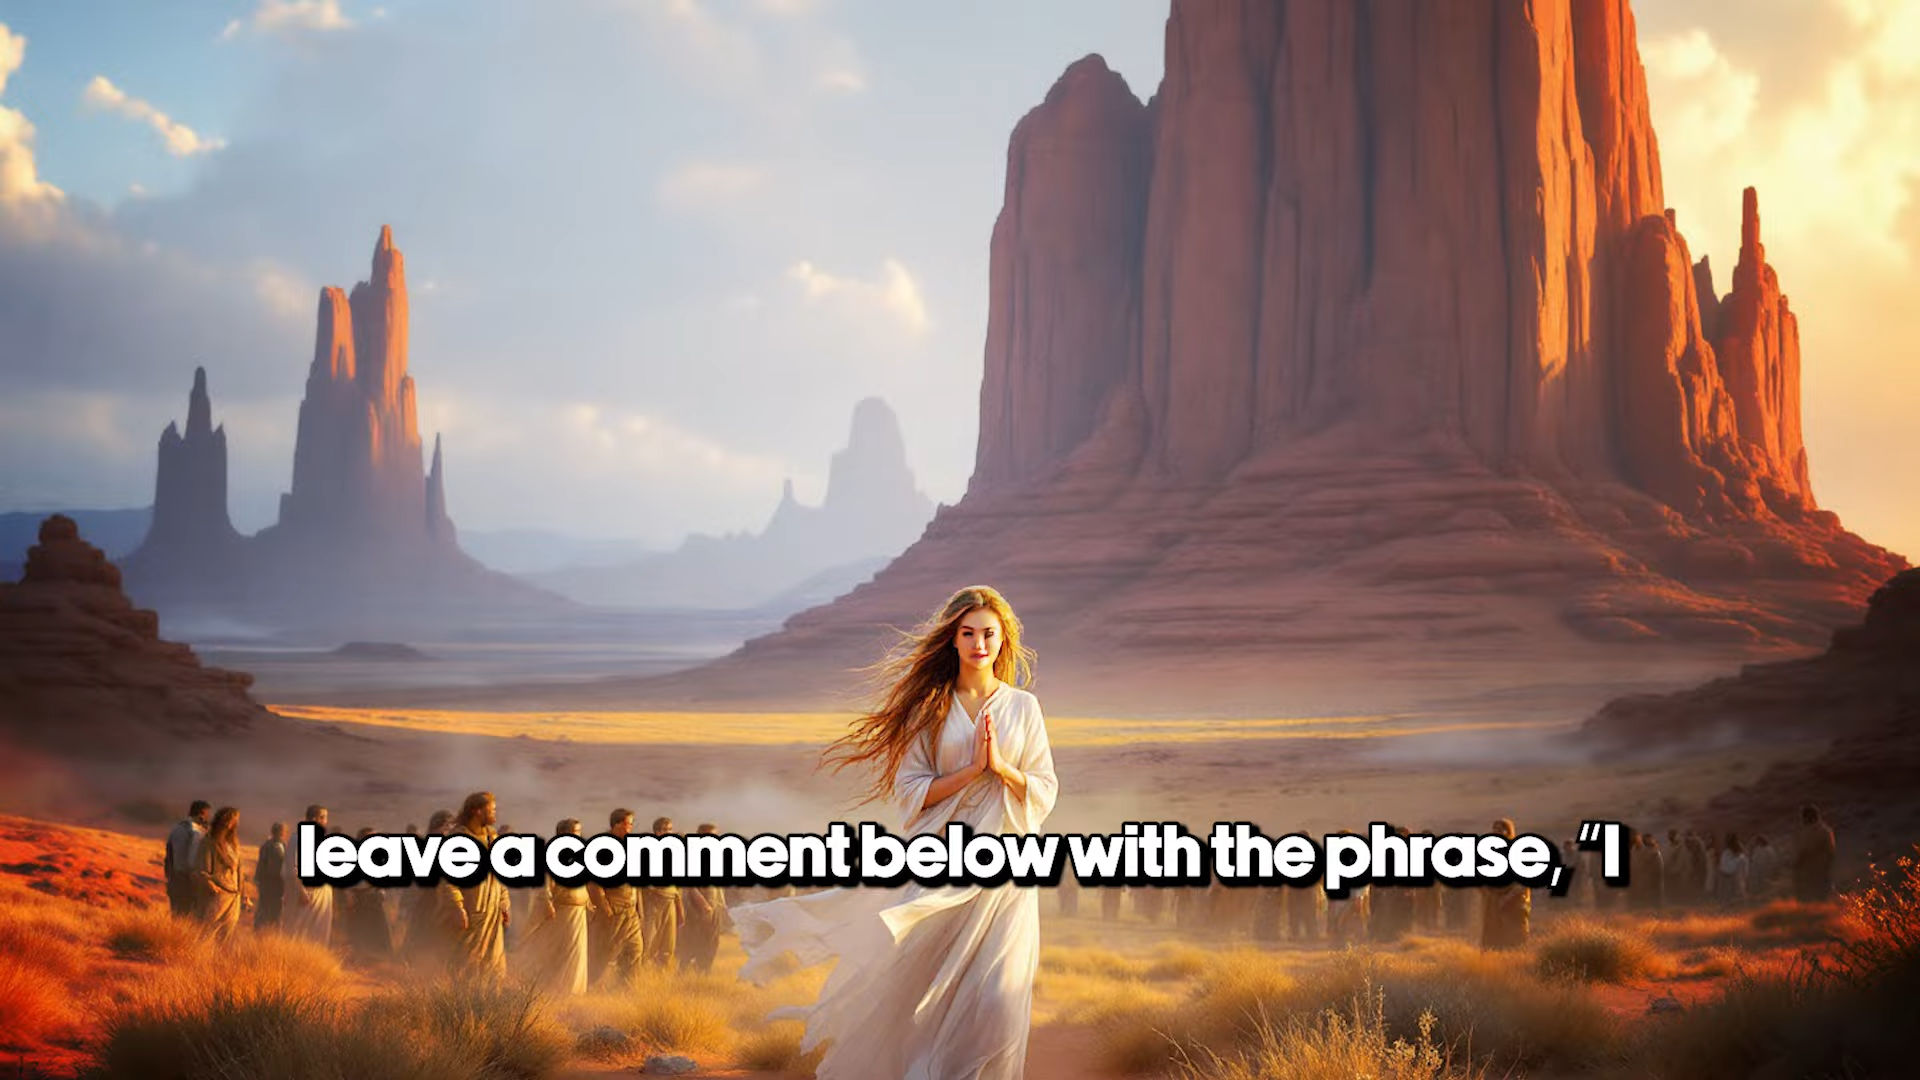 leave a comment below with the phrase, “I